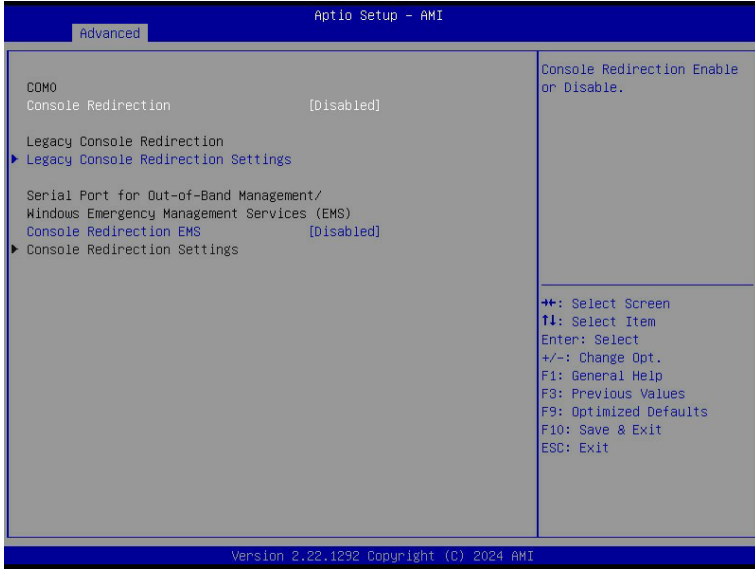 Aptio Setup – AMI
Advanced
COM0
Console Redirection [Disabled]
Legacy Console Redirection
Legacy Console Redirection Settings
Serial Port for Out-of-Band Management/
Windows Emergency Management Services (EMS)
Console Redirection EMS [Disabled]
Console Redirection Settings
Console Redirection Enable
or Disable.
→←: Select Screen
↑↓: Select Item
Enter: Select
+/-: Change Opt.
F1: General Help
F3: Previous Values
F9: Optimized Defaults
F10: Save & Exit
ESC: Exit
Version 2.22.1292 Copyright (C) 2024 AMI